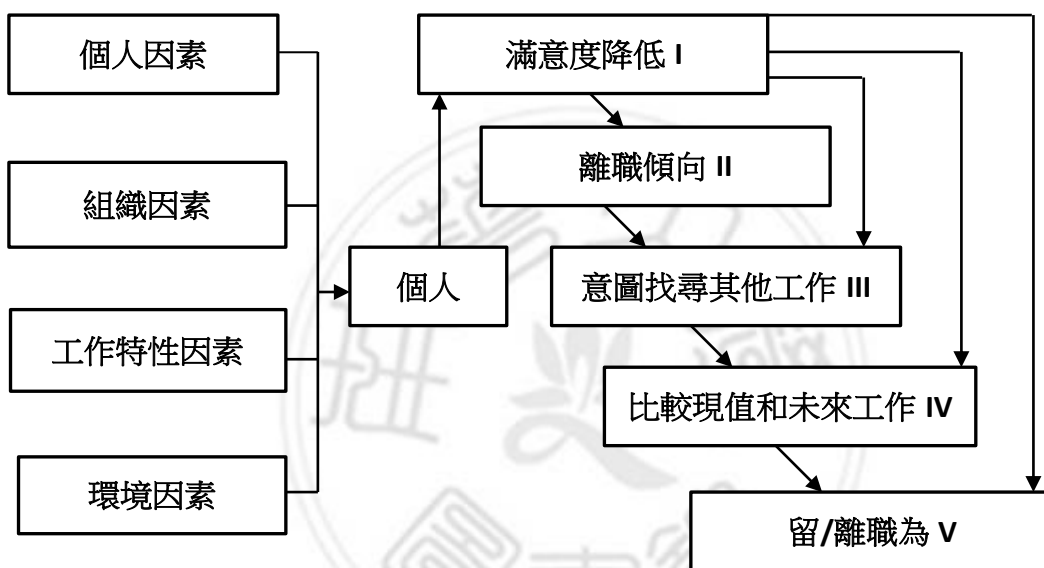 個人因素
滿意度降低 I
離職傾向 II
組織因素
個人
意圖找尋其他工作 III
工作特性因素
比較現值和未來工作 IV
環境因素
留/離職為 V